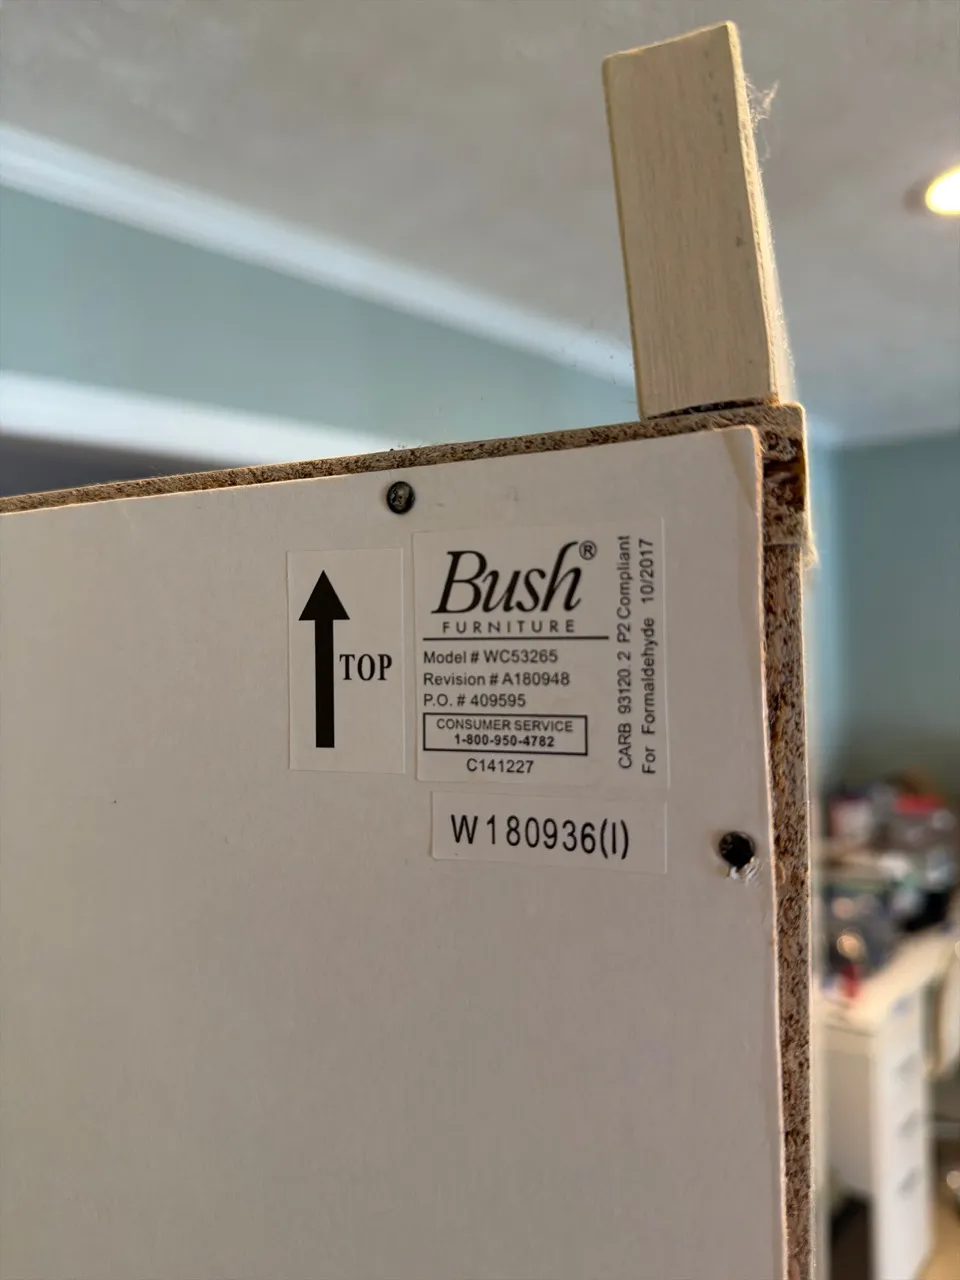 TOP
Bush®
FURNITURE
Model # WC53265
Revision # A180948
P.O. # 409595
CONSUMER SERVICE
1-800-950-4782
C141227
CARB 93120.2 P2 Compliant
For Formaldehyde 10/2017
W180936(I)